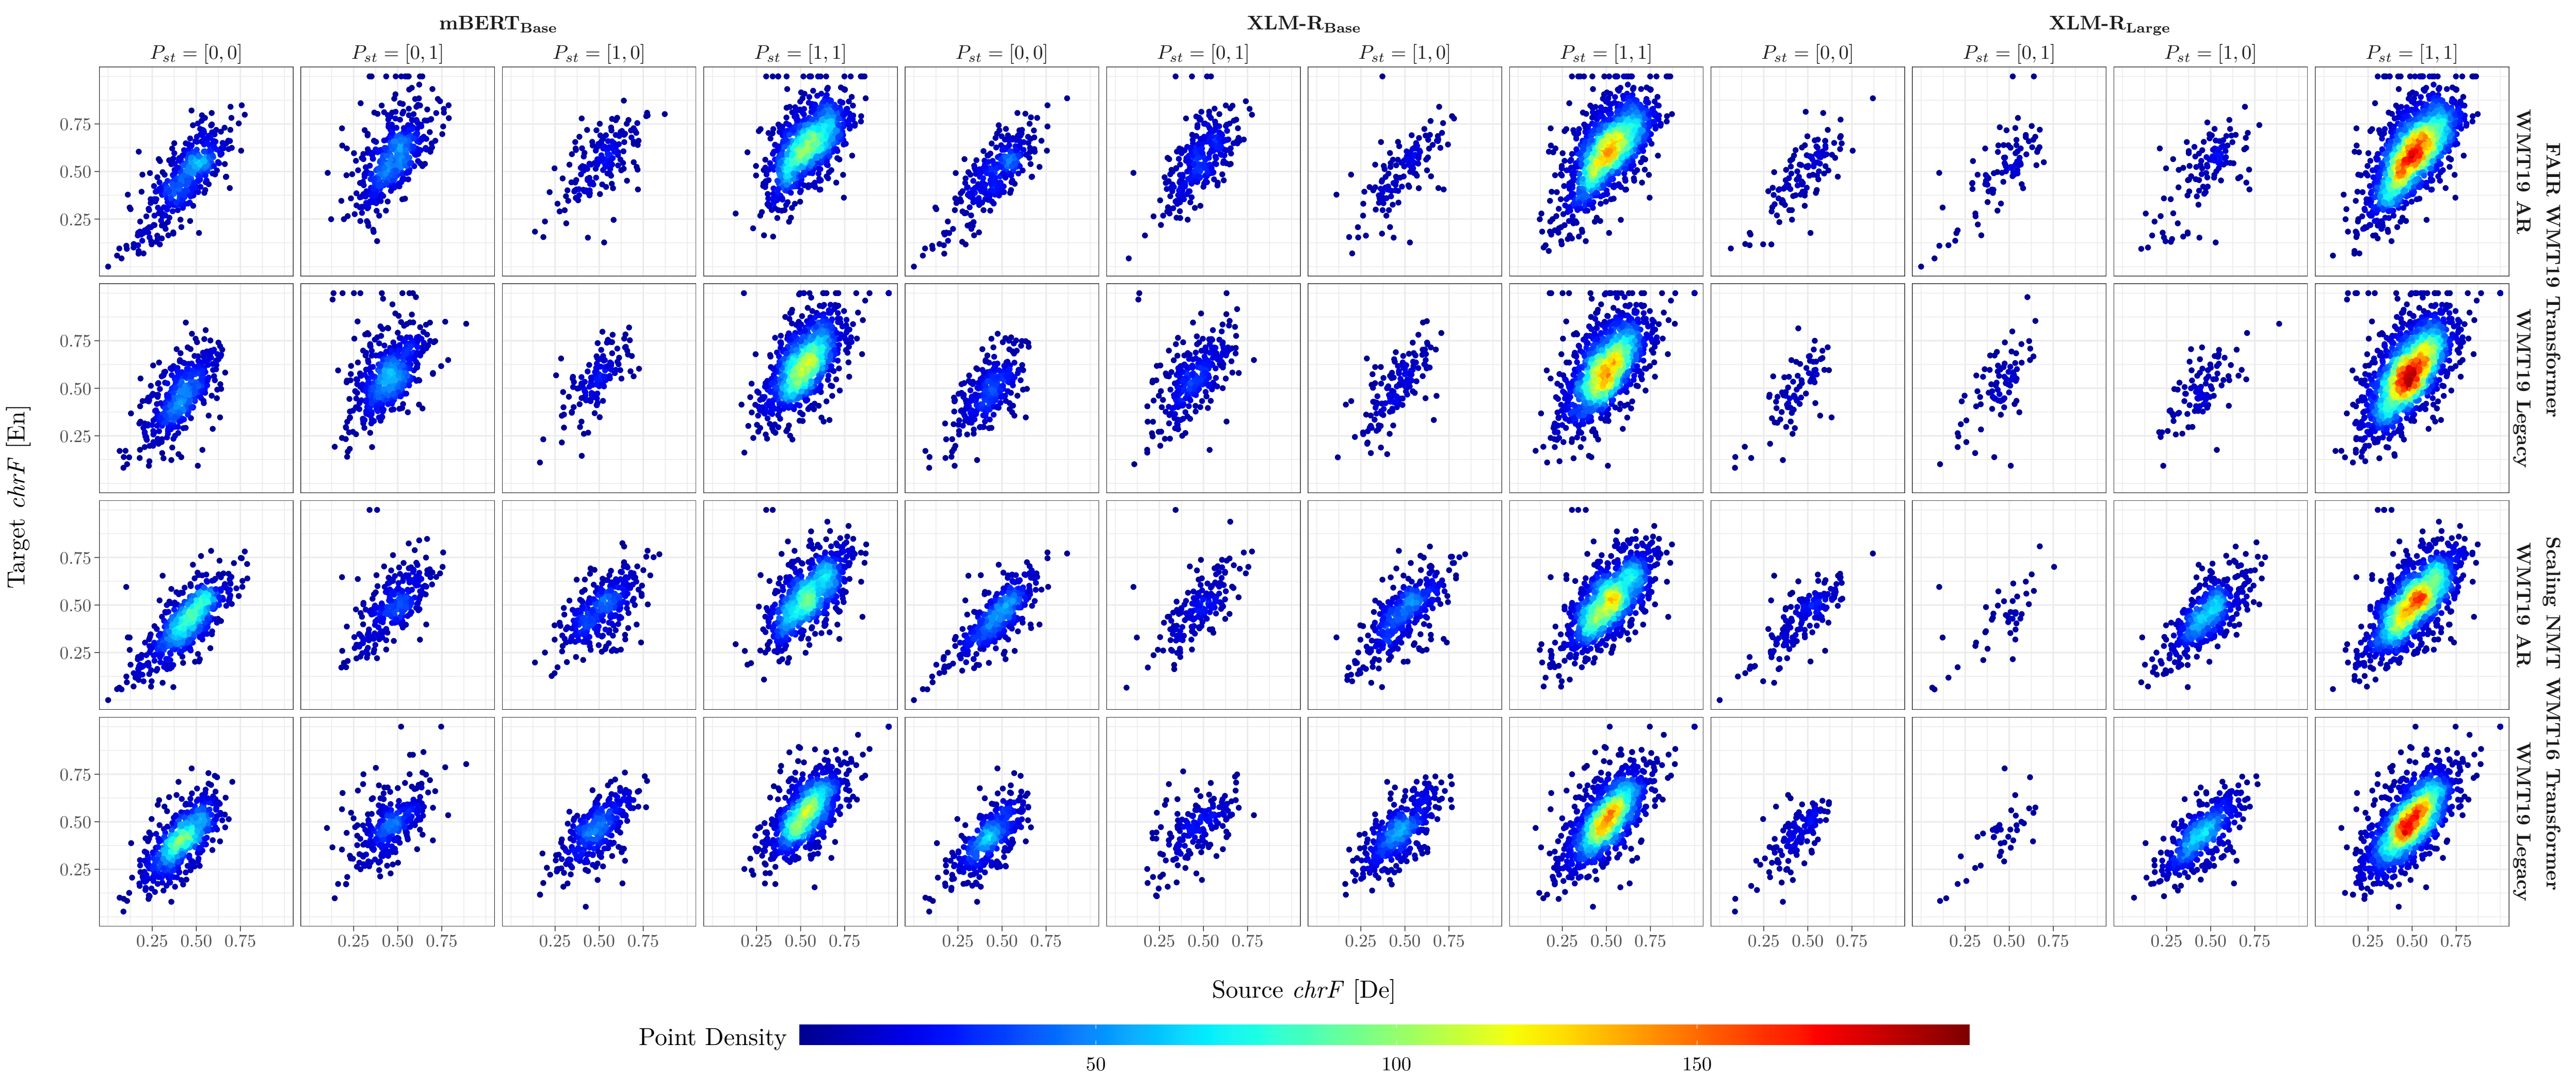 mBERT_Base XLM-R_Base XLM-R_Large
P_st = [0, 0] P_st = [0, 1] P_st = [1, 0] P_st = [1, 1] P_st = [0, 0] P_st = [0, 1] P_st = [1, 0] P_st = [1, 1] P_st = [0, 0] P_st = [0, 1] P_st = [1, 0] P_st = [1, 1]
0.75
0.50
0.25
WMT19 AR
FAIR WMT19 Transformer
0.75
0.50
0.25
WMT19 Legacy
Target chrF [En]
0.75
0.50
0.25
WMT19 AR
Scaling NMT WMT16 Transformer
0.75
0.50
0.25
WMT19 Legacy
0.25 0.50 0.75 0.25 0.50 0.75 0.25 0.50 0.75 0.25 0.50 0.75 0.25 0.50 0.75 0.25 0.50 0.75 0.25 0.50 0.75 0.25 0.50 0.75 0.25 0.50 0.75 0.25 0.50 0.75 0.25 0.50 0.75 0.25 0.50 0.75
Source chrF [De]
Point Density
50 100 150